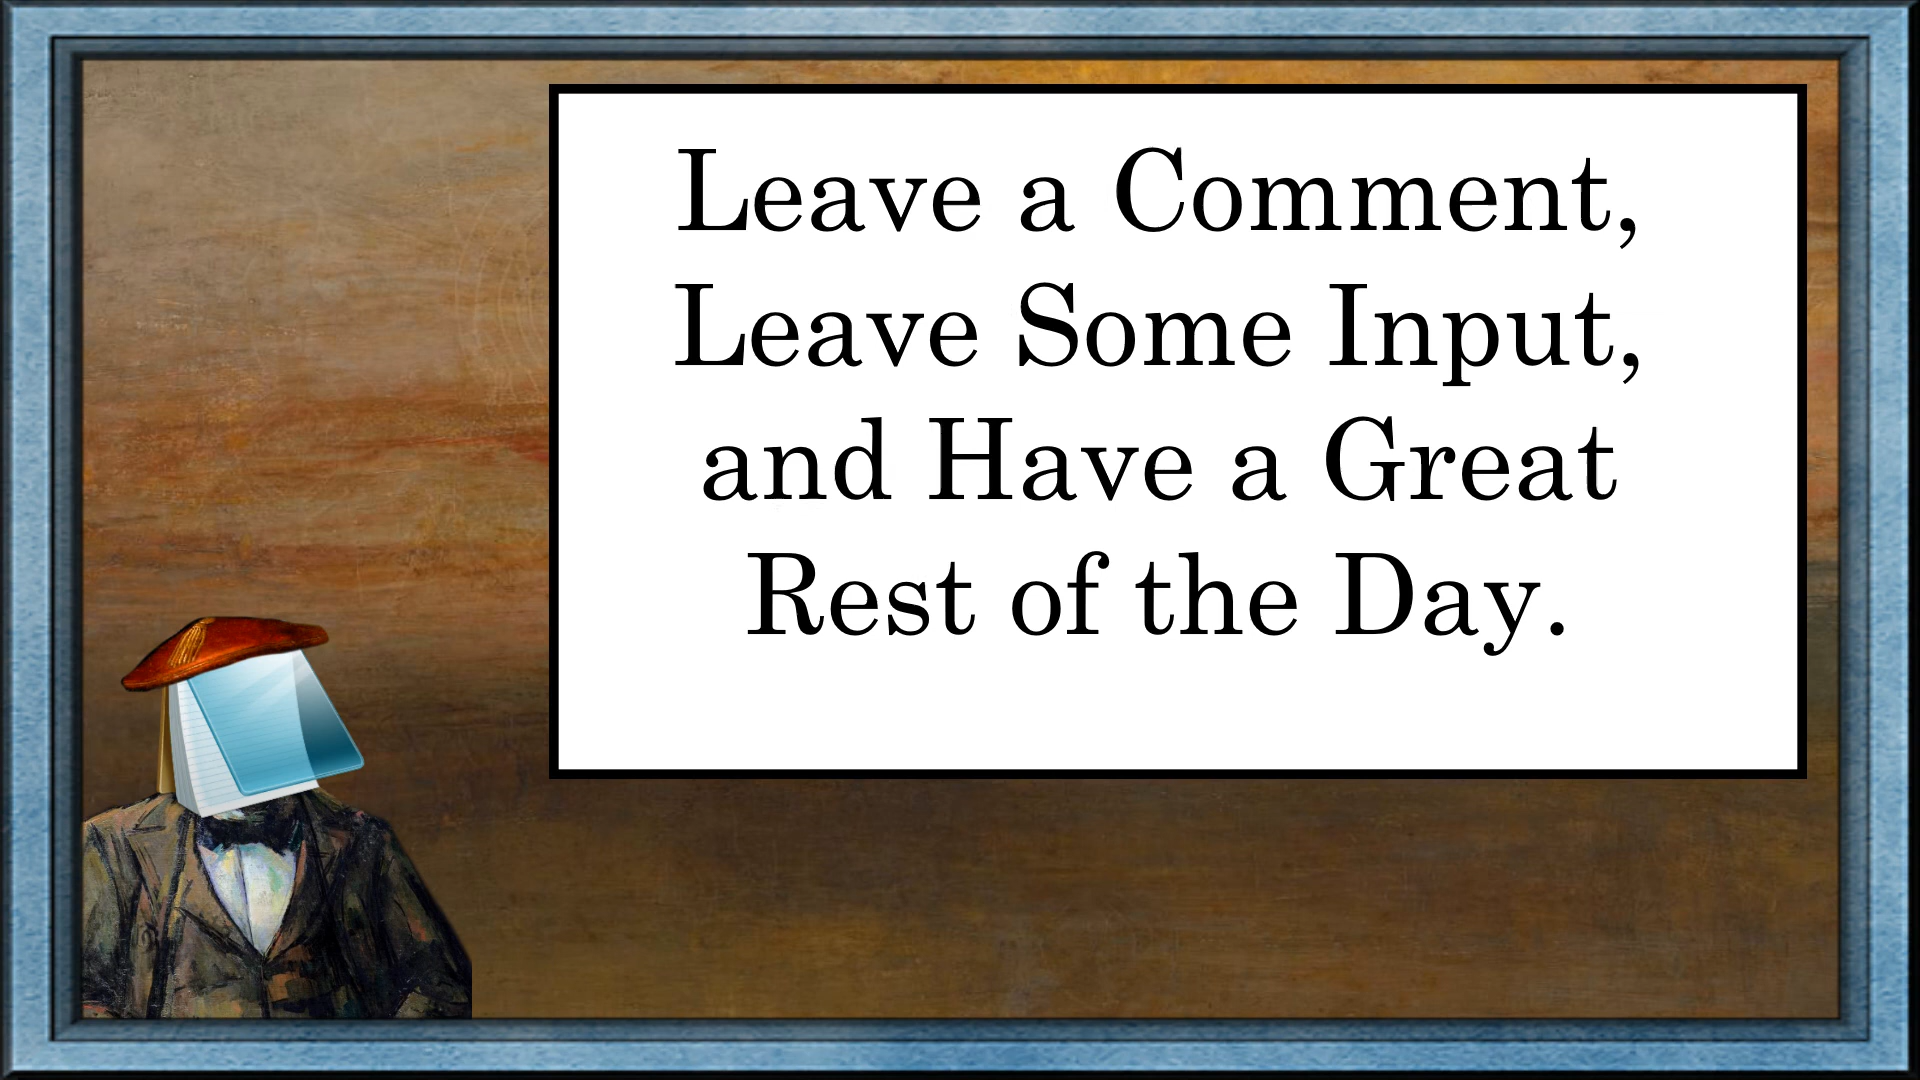 Leave a Comment,
Leave Some Input,
and Have a Great
Rest of the Day.